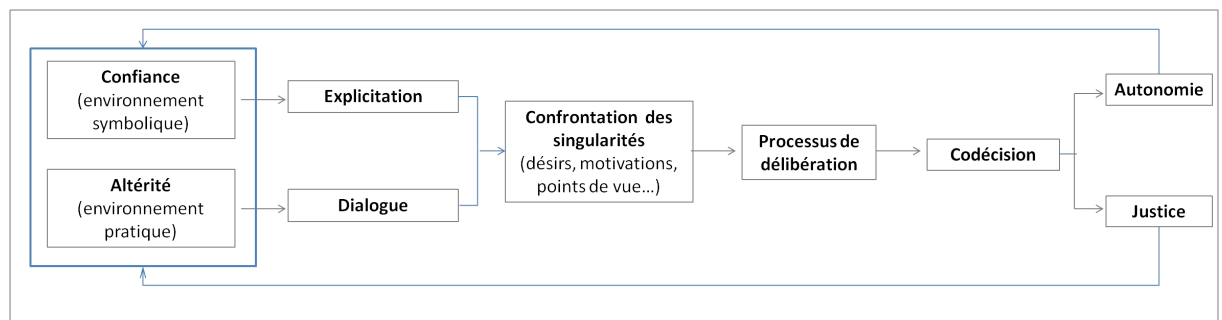 Confiance
(environnement
symbolique)
Altérité
(environnement
pratique)
Explicitation
Dialogue
Confrontation des
singularités
(désirs, motivations,
points de vue...)
Processus de
délibération
Codécision
Autonomie
Justice